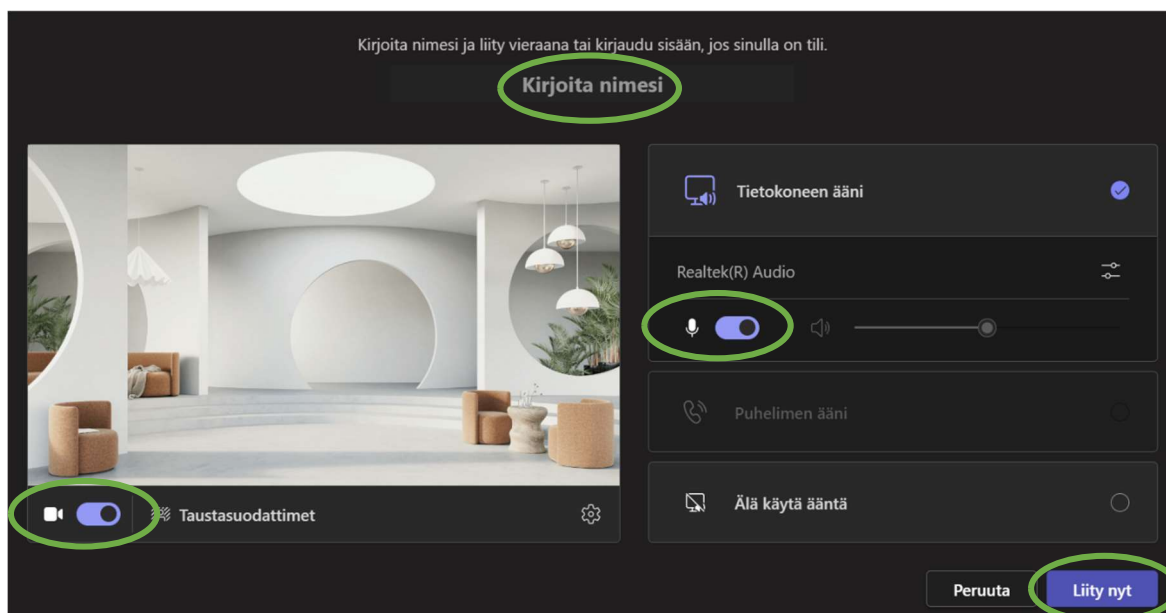 Kirjoita nimesi ja liity vieraana tai kirjaudu sisään, jos sinulla on tili.
Kirjoita nimesi
Tietokoneen ääni
Realtek(R) Audio
Puhelimen ääni
Taustasuodattimet
Älä käytä ääntä
Peruuta
Liity nyt